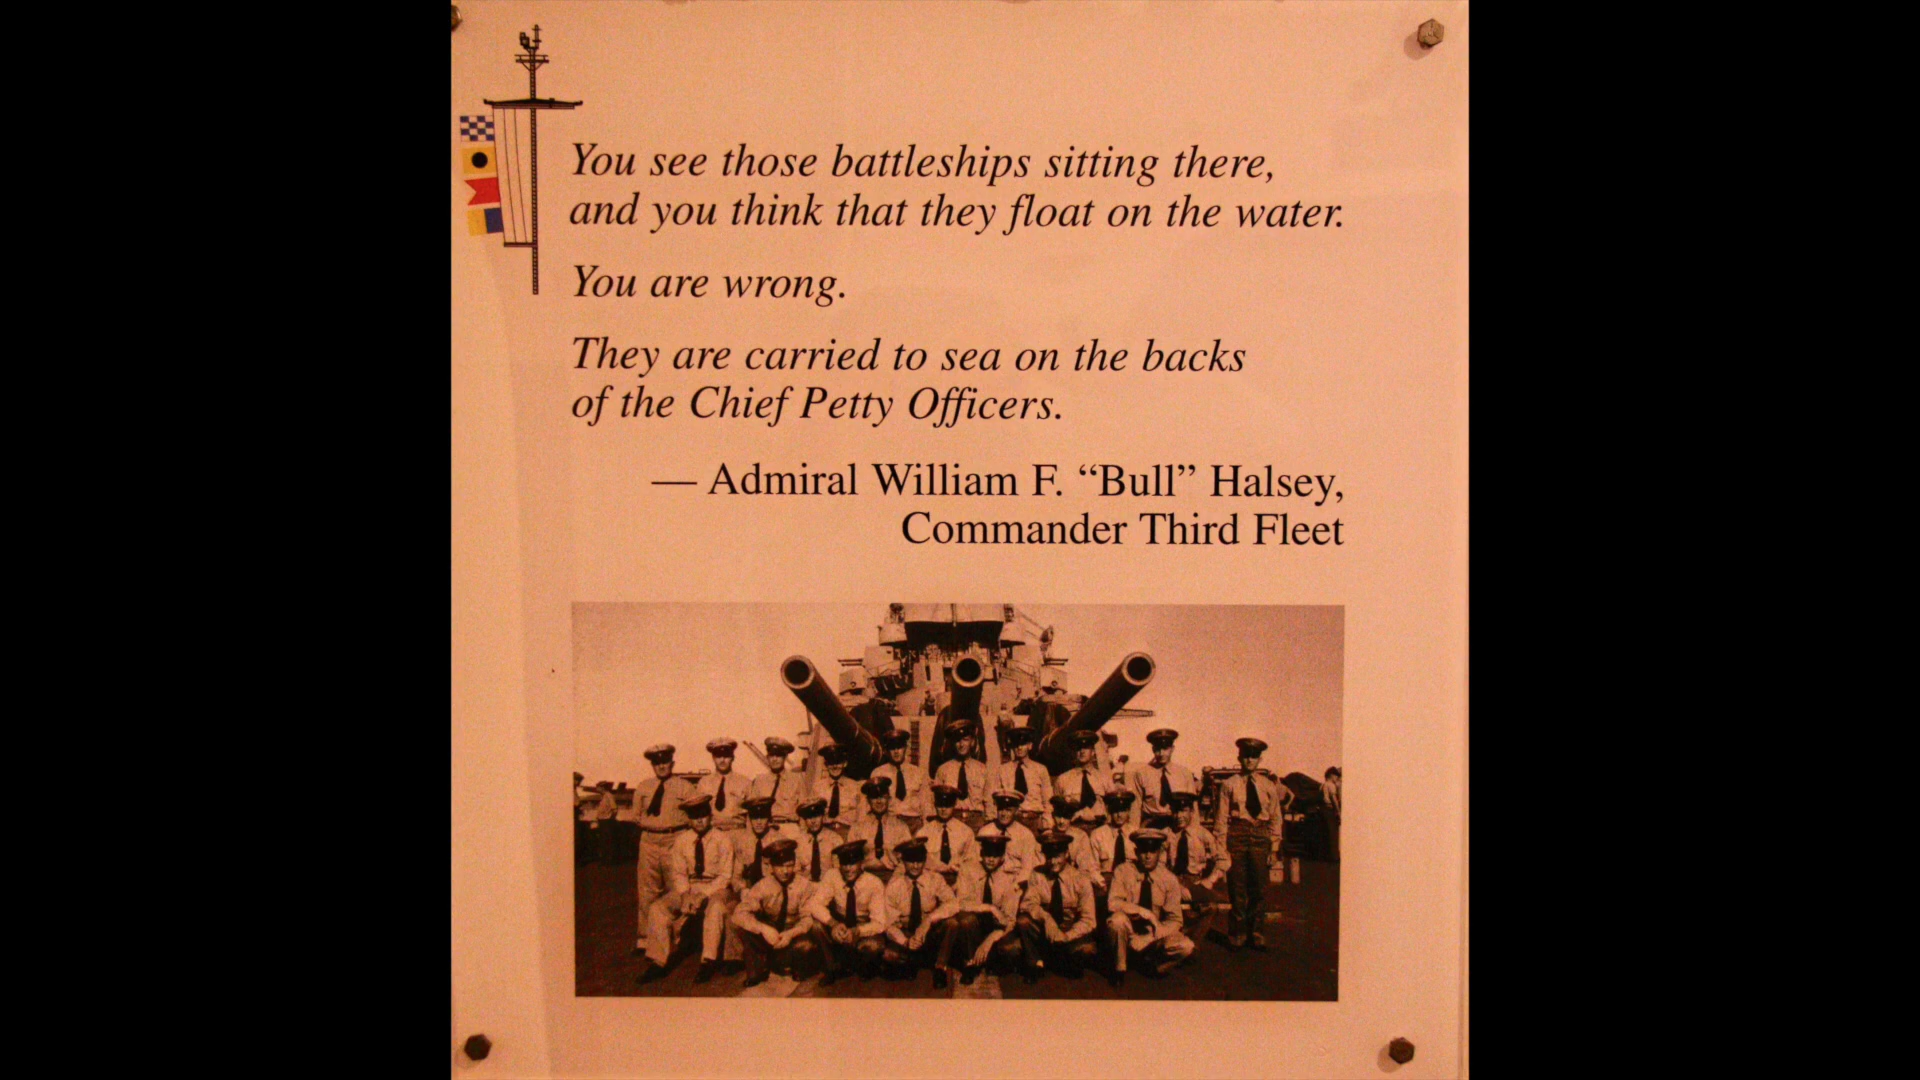 You see those battleships sitting there,
and you think that they float on the water.
You are wrong.
They are carried to sea on the backs
of the Chief Petty Officers.
— Admiral William F. “Bull” Halsey,
Commander Third Fleet